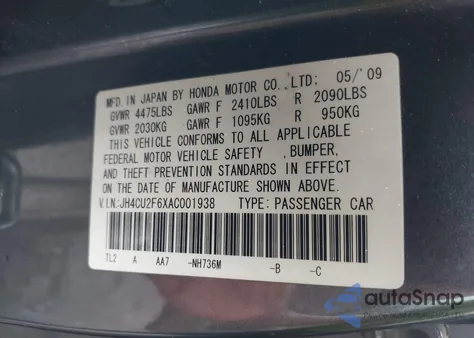 MFD. IN JAPAN BY HONDA MOTOR CO.,LTD: 05/'09
GVWR 4475LBS GAWR F 2410LBS R 2090LBS
GVWR 2030KG GAWR F 1095KG R 950KG
THIS VEHICLE CONFORMS TO ALL APPLICABLE
FEDERAL MOTOR VEHICLE SAFETY ,BUMPER,
AND THEFT PREVENTION STANDARDS IN EFFECT
ON THE DATE OF MANUFACTURE SHOWN ABOVE.
V.I.N:JH4CU2F6XAC001938 TYPE: PASSENGER CAR
TL2 A AA7 -NH736M -B -C
autoSnap